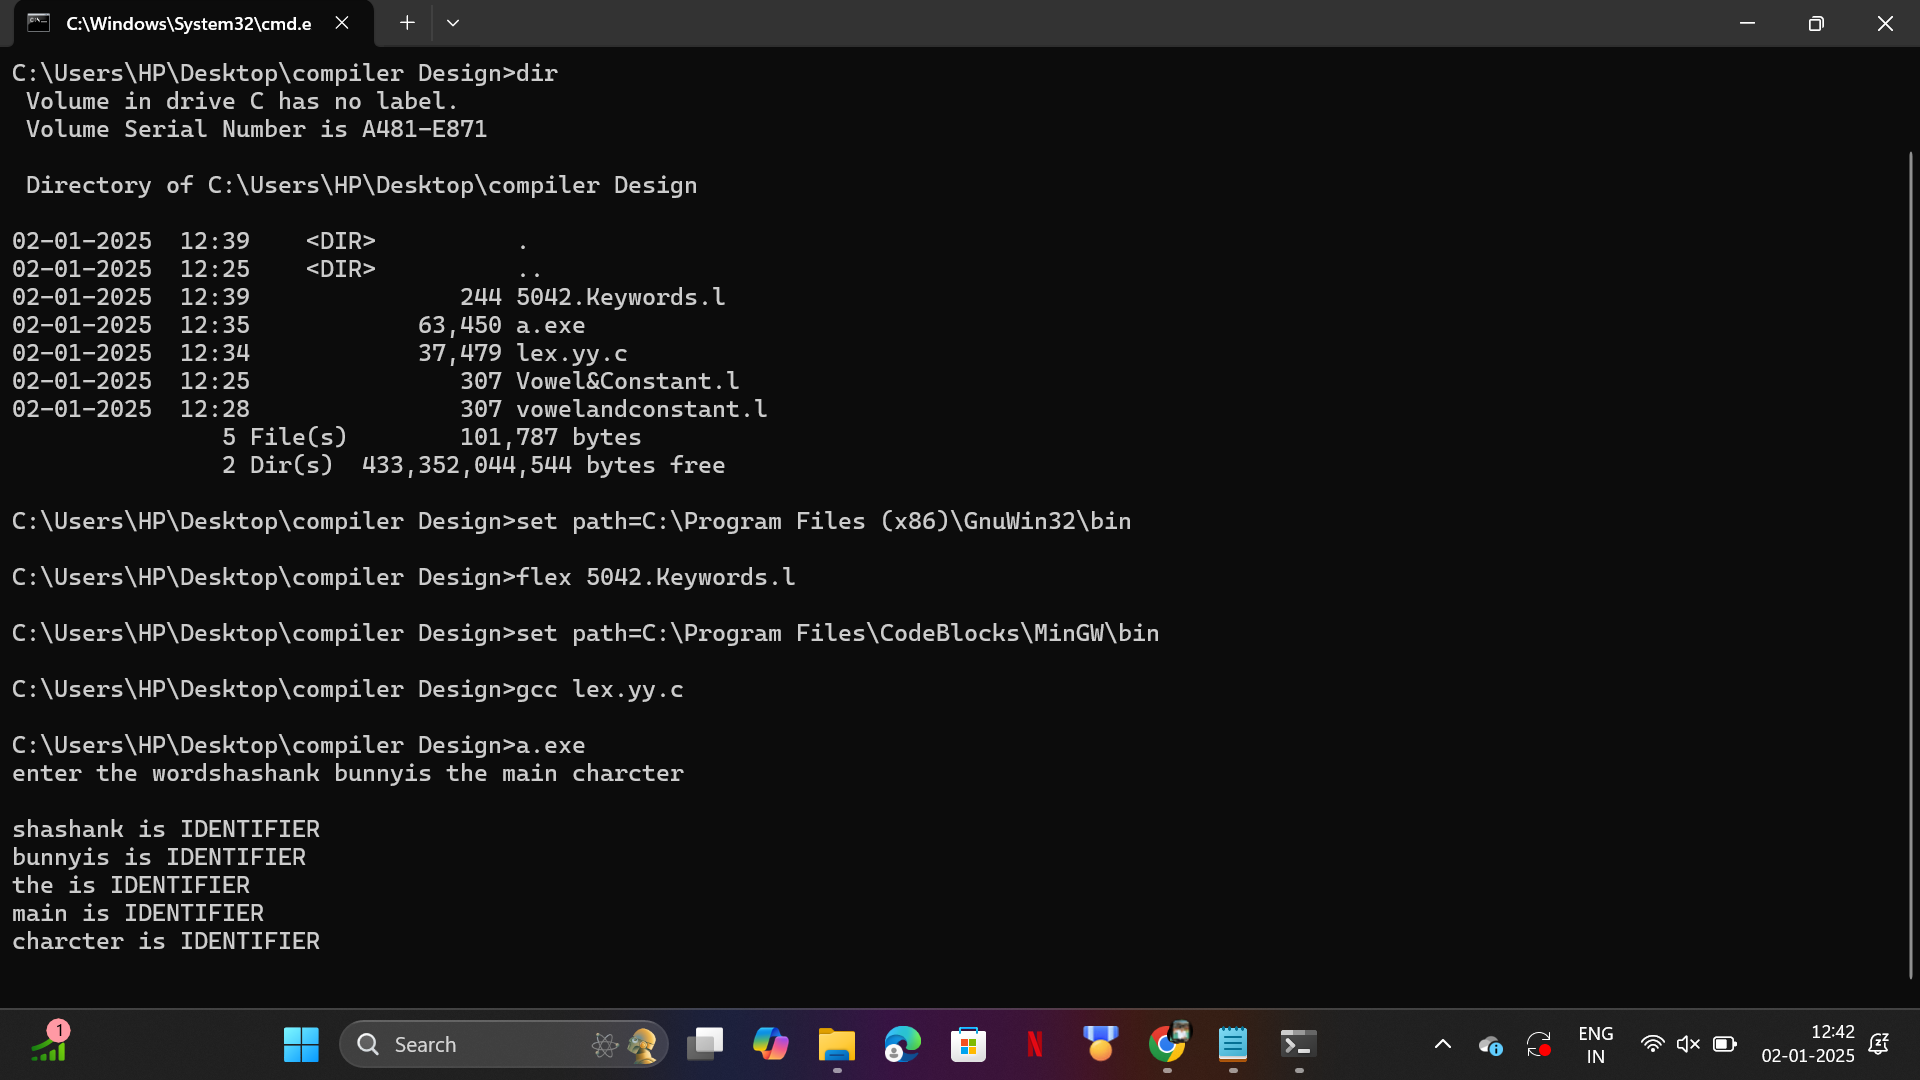 C:\Windows\System32\cmd.e
C:\Users\HP\Desktop\compiler Design>dir
Volume in drive C has no label.
Volume Serial Number is A481-E871
Directory of C:\Users\HP\Desktop\compiler Design
02-01-2025  12:39    <DIR>          .
02-01-2025  12:25    <DIR>          ..
02-01-2025  12:39               244 5042.Keywords.l
02-01-2025  12:35            63,450 a.exe
02-01-2025  12:34            37,479 lex.yy.c
02-01-2025  12:25               307 Vowel&Constant.l
02-01-2025  12:28               307 vowelandconstant.l
5 File(s)        101,787 bytes
2 Dir(s)  433,352,044,544 bytes free
C:\Users\HP\Desktop\compiler Design>set path=C:\Program Files (x86)\GnuWin32\bin
C:\Users\HP\Desktop\compiler Design>flex 5042.Keywords.l
C:\Users\HP\Desktop\compiler Design>set path=C:\Program Files\CodeBlocks\MinGW\bin
C:\Users\HP\Desktop\compiler Design>gcc lex.yy.c
C:\Users\HP\Desktop\compiler Design>a.exe
enter the wordshashank bunnyis the main charcter
shashank is IDENTIFIER
bunnyis is IDENTIFIER
the is IDENTIFIER
main is IDENTIFIER
charcter is IDENTIFIER
1
Search
N
ENG
IN
12:42
02-01-2025